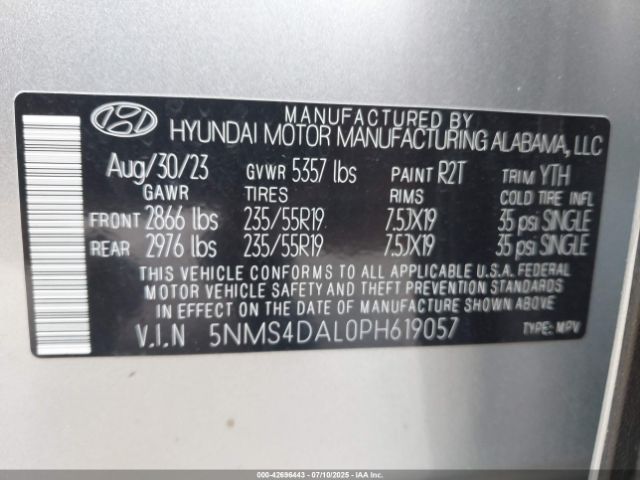 MANUFACTURED BY
HYUNDAI MOTOR MANUFACTURING ALABAMA, LLC
Aug/30/23 GVWR 5357 lbs PAINT R2T TRIM YTH
GAWR TIRES RIMS COLD TIRE INFL
FRONT 2866 lbs 235/55R19 7.5JX19 35 psi SINGLE
REAR 2976 lbs 235/55R19 7.5JX19 35 psi SINGLE
THIS VEHICLE CONFORMS TO ALL APPLICABLE U.S.A. FEDERAL
MOTOR VEHICLE SAFETY AND THEFT PREVENTION STANDARDS
IN EFFECT ON THE DATE OF MANUFACTURE SHOWN ABOVE
V.I.N 5NMS4DAL0PH619057 TYPE: MPV
000-42696443 - 07/10/2025 - IAAI.COM